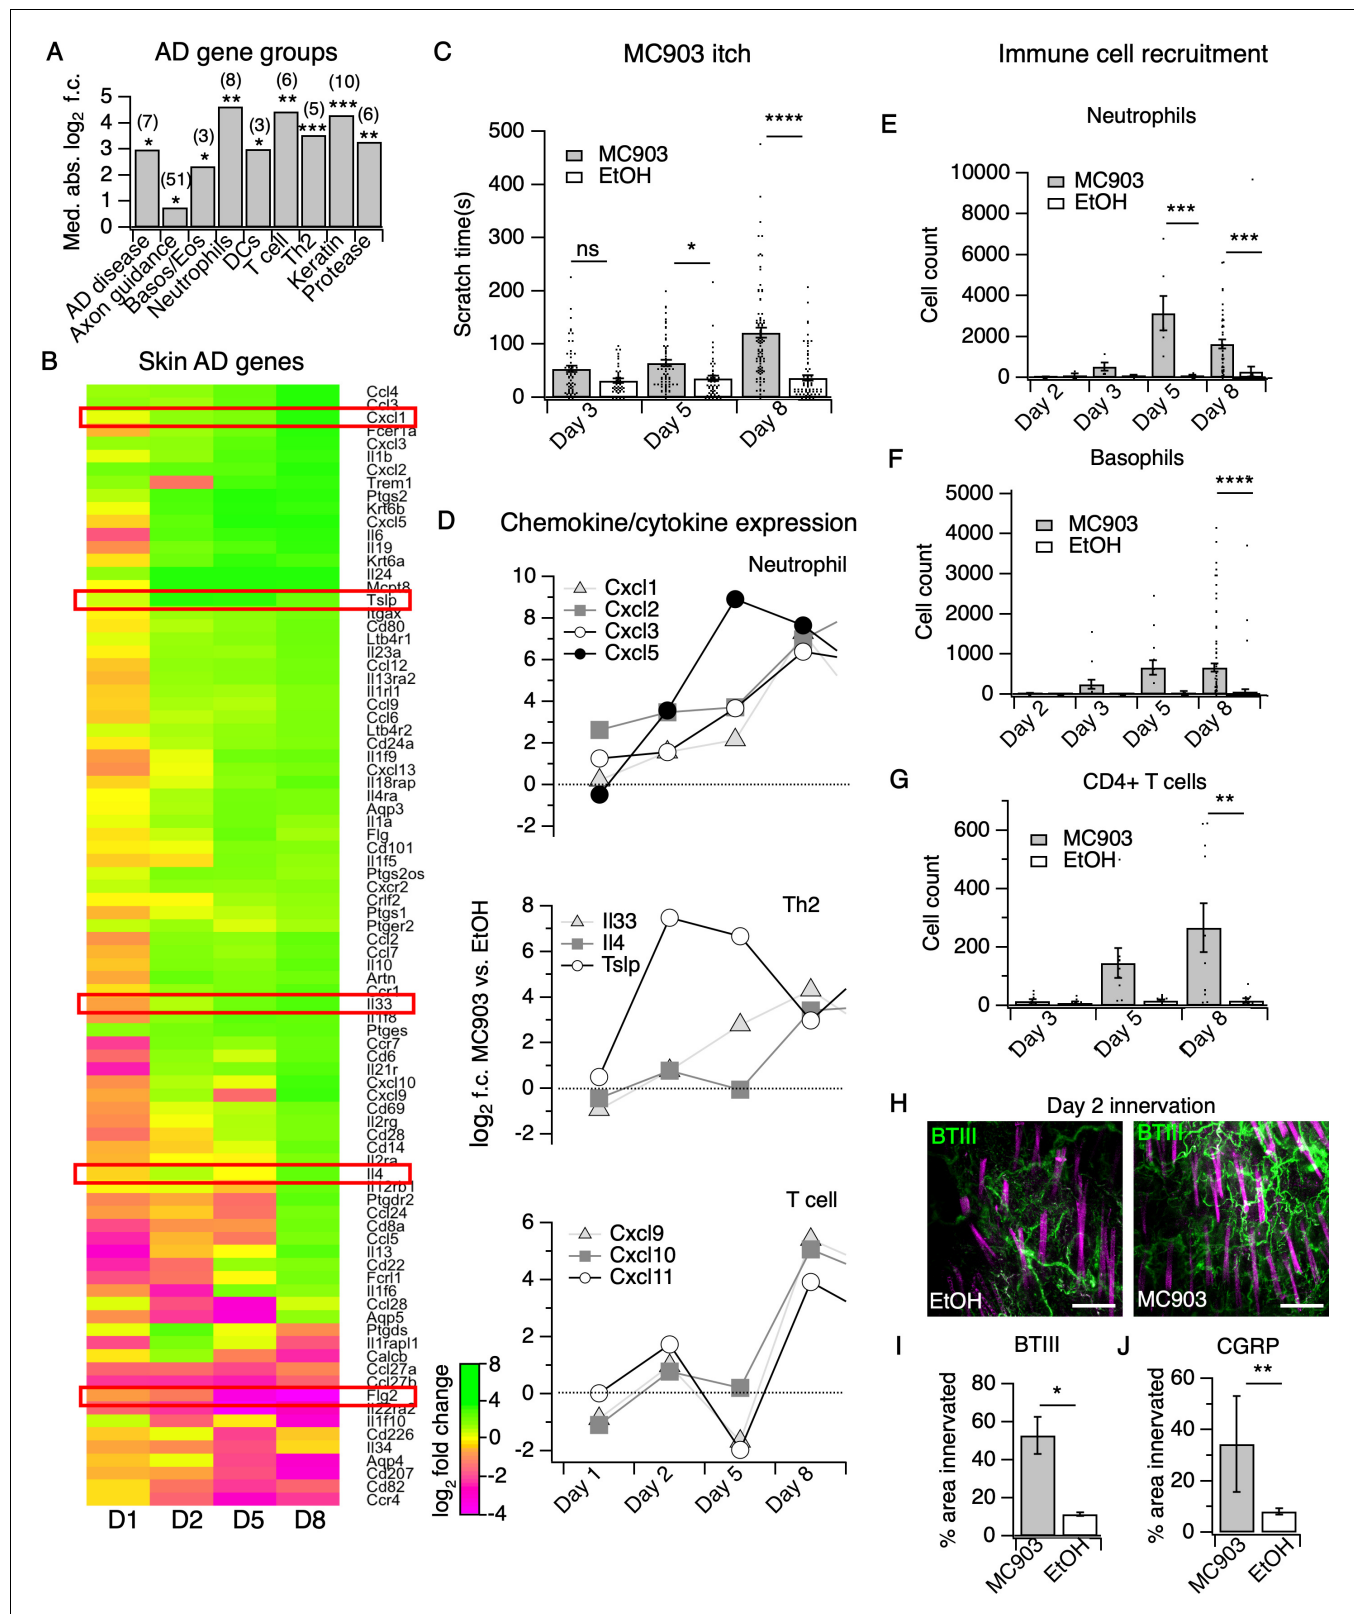 A
AD gene groups
Med. abs. log2 f.c.
5
4
3
2
1
0
(7)
*
(51)
*
(3)
*
(8)
**
(3)
*
(6)
**
(5)
***
(10)
***
(6)
**
AD disease
Axon guidance
Basos/Eos
Neutrophils
DCs
T cell
Th2
Keratin
Protease
B
Skin AD genes
Ccl4
Ccl3
Cxcl1
Fcer1a
Cxcl3
Il1b
Cxcl2
Trem1
Ptgs2
Krt6b
Cxcl5
Il6
Il19
Krt6a
Il24
Mcpt8
Tslp
Itgax
Cd80
Ltb4r1
Il23a
Ccl12
Il13ra2
Il1rl1
Ccl9
Ccl6
Ltb4r2
Cd24a
Il1f9
Cxcl13
Il18rap
Il4ra
Aqp3
Il1a
Flg
Cd101
Il1f5
Ptgs2os
Cxcr2
Crlf2
Ptgs1
Ptger2
Ccl2
Ccl7
Il10
Artn
Ccr1
Il33
Il1f8
Ptges
Ccr7
Cd6
Il21r
Cxcl10
Cxcl9
Cd69
Il2rg
Cd28
Cd14
Il2ra
Il4
Il12rb1
Ptgdr2
Ccl24
Cd8a
Ccl5
Il13
Cd22
Fcrl1
Il1f6
Ccl28
Aqp5
Ptgds
Il1rapl1
Calcb
Ccl27a
Ccl27b
Flg2
Il22ra2
Il1f10
Cd226
Il34
Aqp4
Cd207
Cd82
Ccr4
D1 D2 D5 D8
log2 fold change
8
4
0
-2
-4
C
MC903 itch
Scratch time(s)
500
400
300
200
100
0
MC903
EtOH
ns
*
****
Day 3
Day 5
Day 8
D
Chemokine/cytokine expression
Neutrophil
10
8
6
4
2
0
-2
Cxcl1
Cxcl2
Cxcl3
Cxcl5
log2 f.c. MC903 vs. EtOH
Th2
8
6
4
2
0
-2
Il33
Il4
Tslp
T cell
6
4
2
0
-2
Cxcl9
Cxcl10
Cxcl11
Day 1
Day 2
Day 5
Day 8
Immune cell recruitment
E
Neutrophils
Cell count
10000
8000
6000
4000
2000
0
MC903
EtOH
***
***
Day 2
Day 3
Day 5
Day 8
F
Basophils
Cell count
5000
4000
3000
2000
1000
0
MC903
EtOH
****
Day 2
Day 3
Day 5
Day 8
G
CD4+ T cells
Cell count
600
400
200
0
MC903
EtOH
**
Day 3
Day 5
Day 8
H
Day 2 innervation
BTIII
EtOH
BTIII
MC903
I
BTIII
% area innervated
80
60
40
20
0
*
MC903
EtOH
J
CGRP
% area innervated
60
40
20
0
**
MC903
EtOH